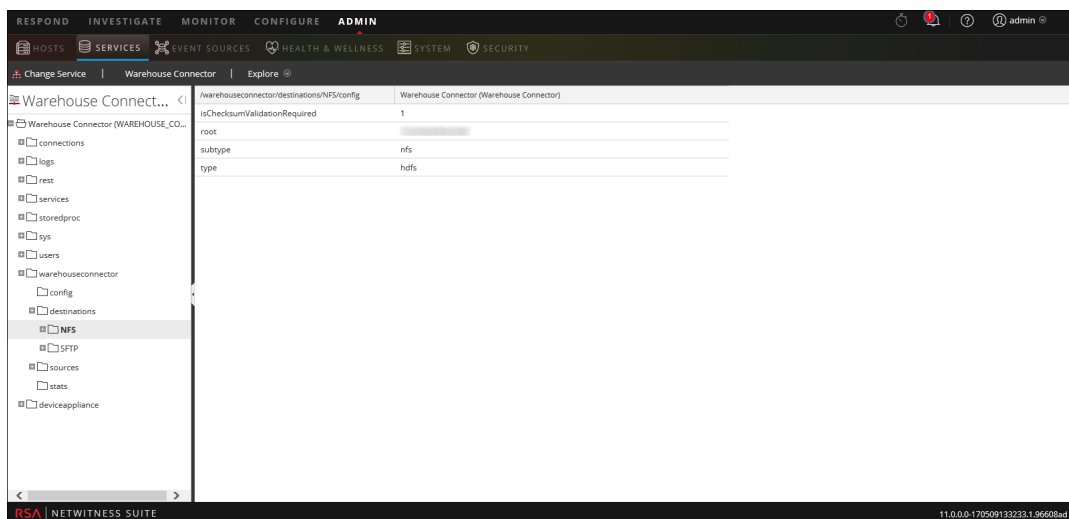 RESPOND INVESTIGATE MONITOR CONFIGURE ADMIN 1 ? admin
HOSTS SERVICES EVENT SOURCES HEALTH & WELLNESS SYSTEM SECURITY
Change Service | Warehouse Connector | Explore
Warehouse Connect...
/warehouseconnector/destinations/NFS/config Warehouse Connector (Warehouse Connector)
Warehouse Connector (WAREHOUSE_CO...
isChecksumValidationRequired 1
root
subtype nfs
type hdfs
connections
logs
rest
services
storedproc
sys
users
warehouseconnector
config
destinations
NFS
SFTP
sources
stats
deviceappliance
RSA | NETWITNESS SUITE 11.0.0.0-170509133233.1.96608ad